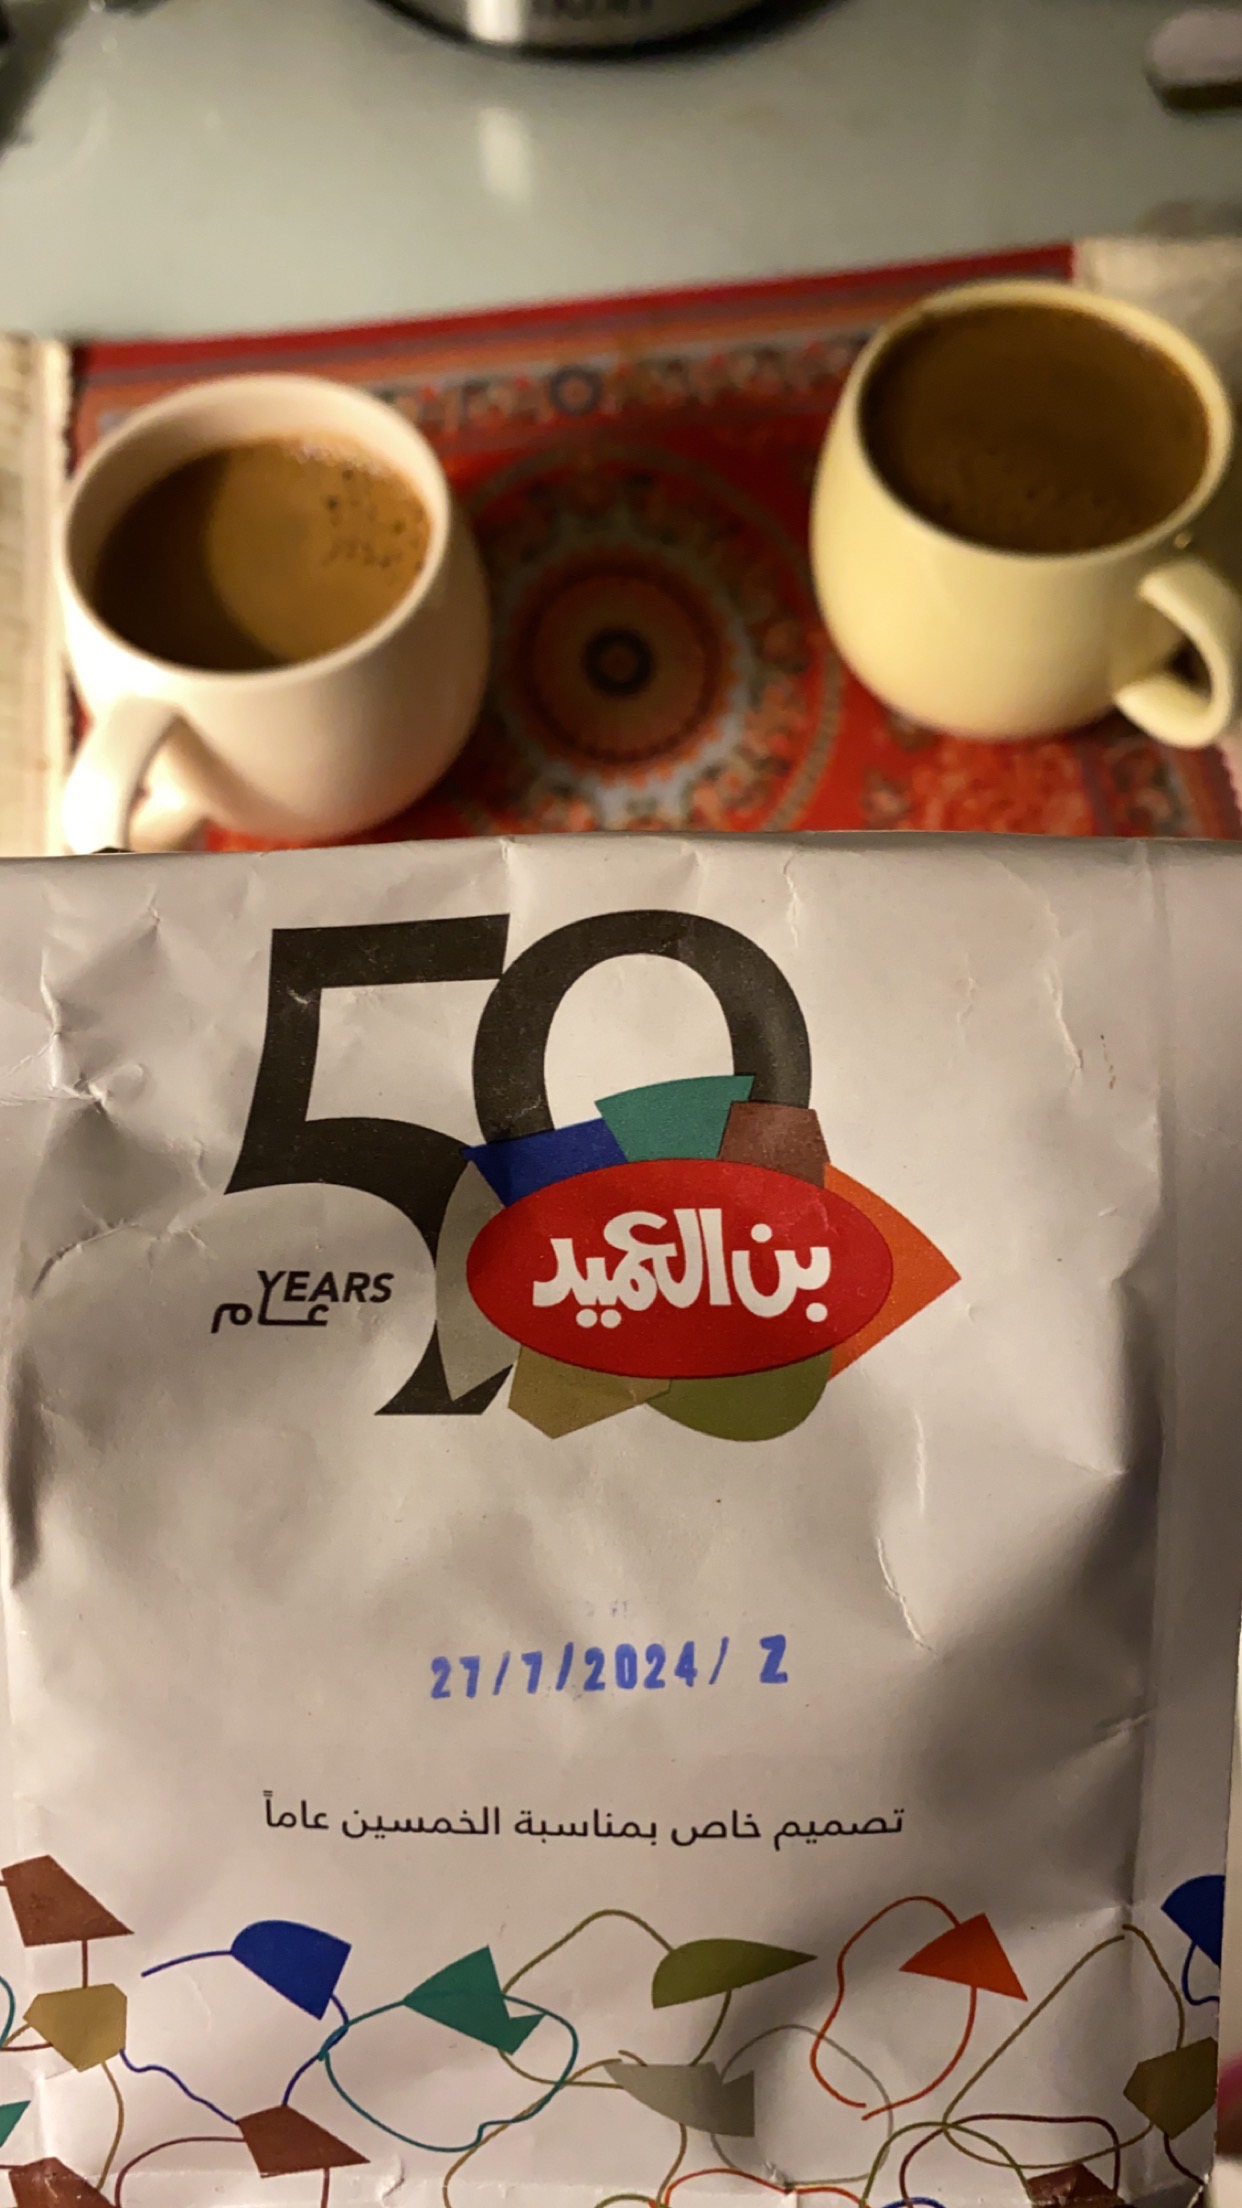 50
YEARS
عام
بن العميد
27/7/2024/ Z
تصميم خاص بمناسبة الخمسين عاماً